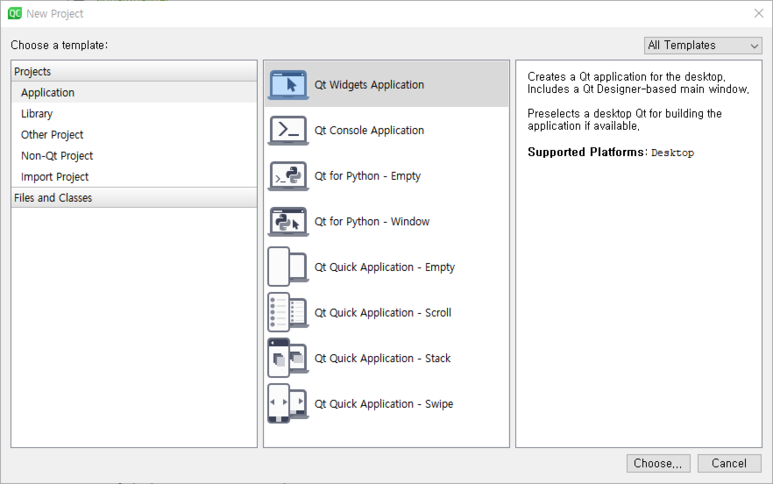 New Project
Choose a template:
All Templates
Projects
Application
Library
Other Project
Non-Qt Project
Import Project
Files and Classes
Qt Widgets Application
Qt Console Application
Qt for Python - Empty
Qt for Python - Window
Qt Quick Application - Empty
Qt Quick Application - Scroll
Qt Quick Application - Stack
Qt Quick Application - Swipe
Creates a Qt application for the desktop.
Includes a Qt Designer-based main window.
Preselects a desktop Qt for building the
application if available.
Supported Platforms: Desktop
Choose...
Cancel